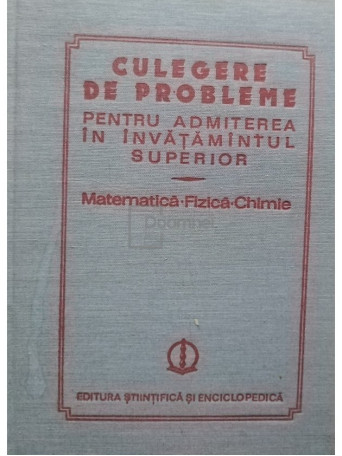 CULEGERE
DE PROBLEME
PENTRU ADMITEREA
ÎN ÎNVĂȚĂMÎNTUL
SUPERIOR
Matematică·Fizică·Chimie
EDITURA ȘTIINȚIFICĂ ȘI ENCICLOPEDICĂ